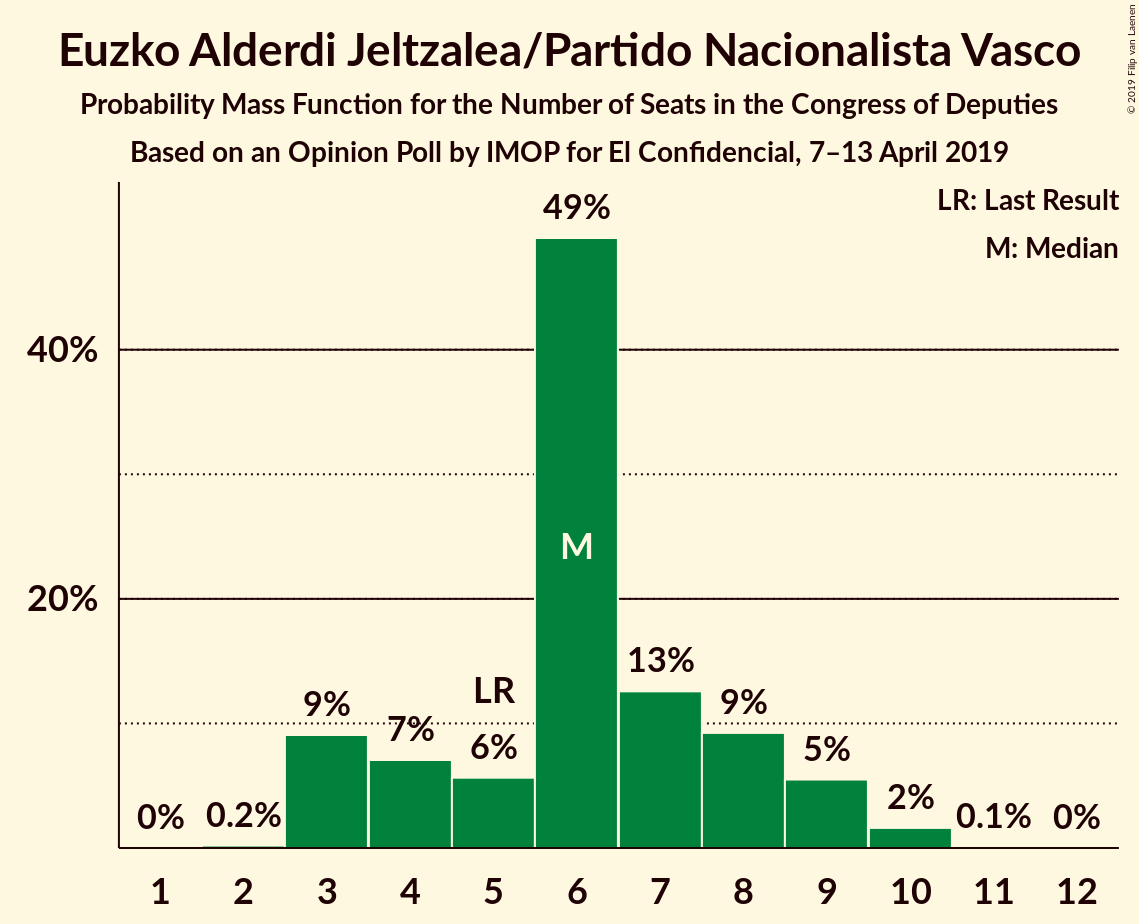 Euzko Alderdi Jeltzalea/Partido Nacionalista Vasco
Probability Mass Function for the Number of Seats in the Congress of Deputies
Based on an Opinion Poll by IMOP for El Confidencial, 7–13 April 2019
© 2019 Filip van Laenen
LR: Last Result
M: Median
40%
20%
0%
0.2%
9%
7%
LR
6%
49%
M
13%
9%
5%
2%
0.1%
0%
1 2 3 4 5 6 7 8 9 10 11 12